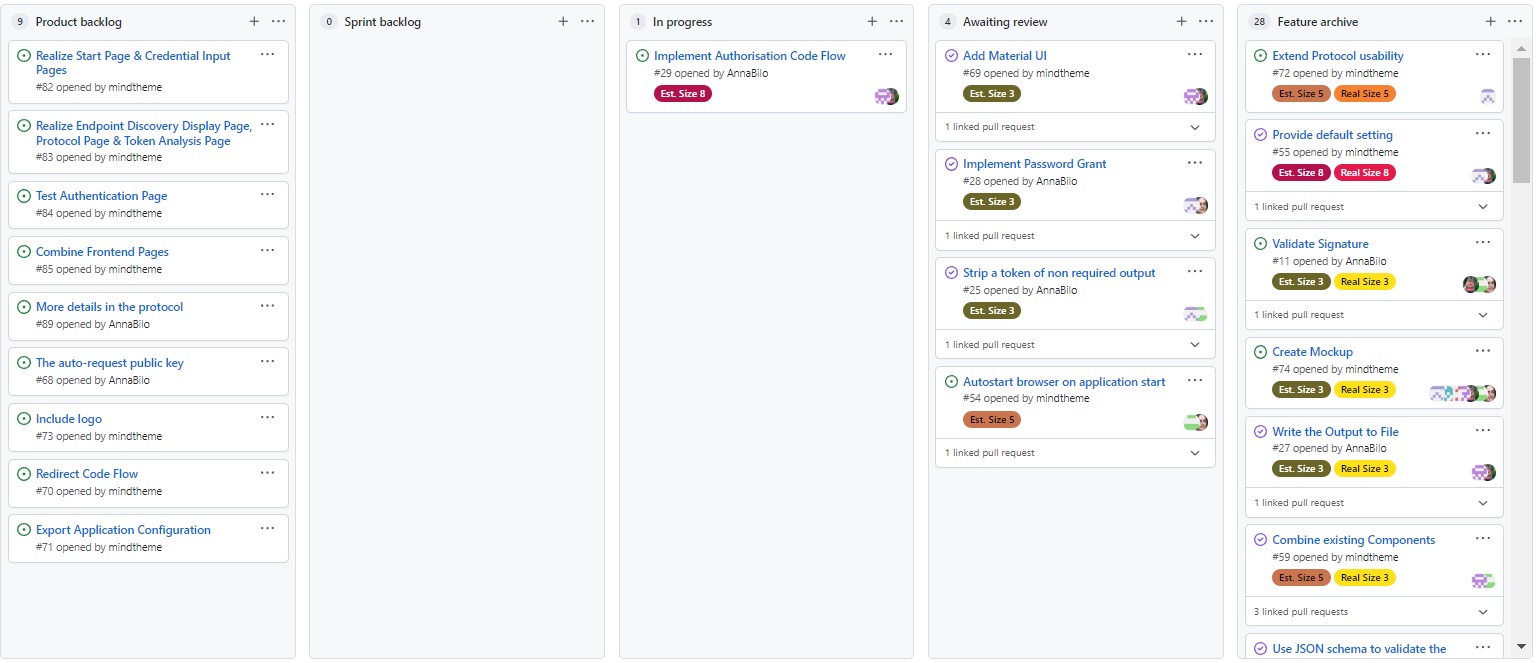 9 Product backlog
Realize Start Page & Credential Input
Pages
#82 opened by mindtheme
Realize Endpoint Discovery Display Page,
Protocol Page & Token Analysis Page
#83 opened by mindtheme
Test Authentication Page
#84 opened by mindtheme
Combine Frontend Pages
#85 opened by mindtheme
More details in the protocol
#89 opened by AnnaBilo
The auto-request public key
#68 opened by AnnaBilo
Include logo
#73 opened by mindtheme
Redirect Code Flow
#70 opened by mindtheme
Export Application Configuration
#71 opened by mindtheme
0 Sprint backlog
1 In progress
Implement Authorisation Code Flow
#29 opened by AnnaBilo
Est. Size 8
4 Awaiting review
Add Material UI
#69 opened by mindtheme
Est. Size 3
1 linked pull request
Implement Password Grant
#28 opened by AnnaBilo
Est. Size 3
1 linked pull request
Strip a token of non required output
#25 opened by AnnaBilo
Est. Size 3
1 linked pull request
Autostart browser on application start
#54 opened by mindtheme
Est. Size 5
1 linked pull request
28 Feature archive
Extend Protocol usability
#72 opened by mindtheme
Est. Size 5 Real Size 5
Provide default setting
#55 opened by mindtheme
Est. Size 8 Real Size 8
1 linked pull request
Validate Signature
#11 opened by AnnaBilo
Est. Size 3 Real Size 3
1 linked pull request
Create Mockup
#74 opened by mindtheme
Est. Size 3 Real Size 3
Write the Output to File
#27 opened by AnnaBilo
Est. Size 3 Real Size 3
1 linked pull request
Combine existing Components
#59 opened by mindtheme
Est. Size 5 Real Size 3
3 linked pull requests
Use JSON schema to validate the